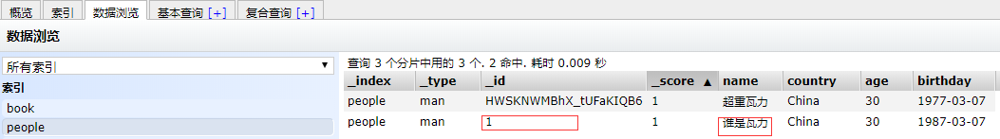 概览 索引 数据浏览 基本查询 [+] 复合查询 [+]
数据浏览
所有索引
索引
book
people
查询 3 个分片中用的 3 个. 2 命中. 耗时 0.009 秒
_index _type _id _score ▲ name country age birthday
people man HWSKNWMBhX_tUFaKIQB6 1 超重瓦力 China 30 1977-03-07
people man 1 1 谁是瓦力 China 30 1987-03-07